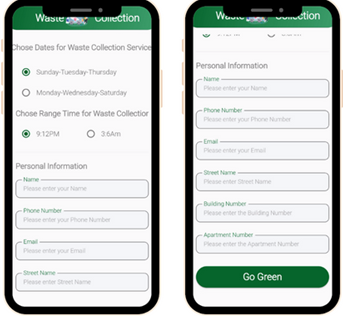 Waste Collection
Chose Dates for Waste Collection Service
Sunday-Tuesday-Thursday
Monday-Wednesday-Saturday
Chose Range Time for Waste Collection
9:12PM
3:6Am
Personal Information
Name
Please enter your Name
Phone Number
Please enter your Phone Number
Email
Please enter your Email
Street Name
Please enter Street Name
Waste Collection
Personal Information
Name
Please enter your Name
Phone Number
Please enter your Phone Number
Email
Please enter your Email
Street Name
Please enter Street Name
Building Number
Please enter the Building Number
Apartment Number
Please enter the Apartment Number
Go Green